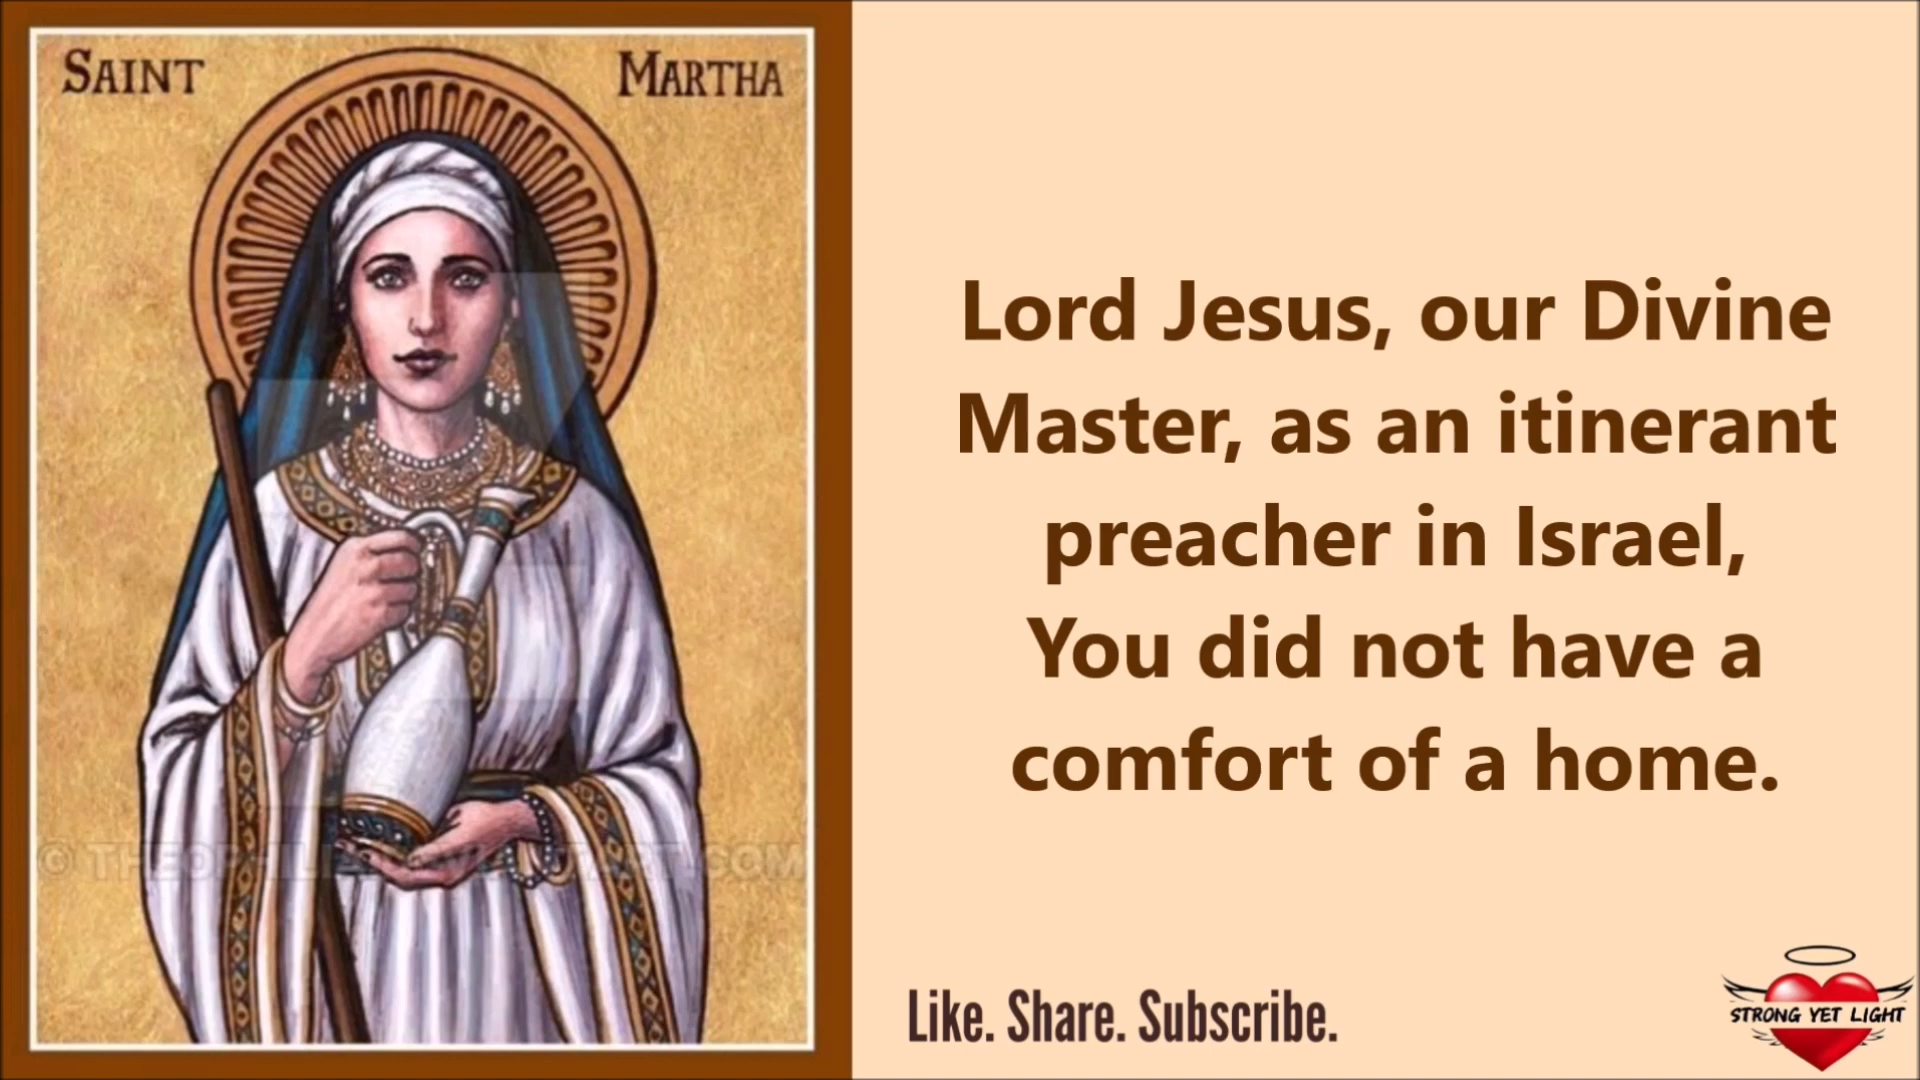 SAINT MARTHA
Lord Jesus, our Divine
Master, as an itinerant
preacher in Israel,
You did not have a
comfort of a home.
Like. Share. Subscribe.
STRONG YET LIGHT